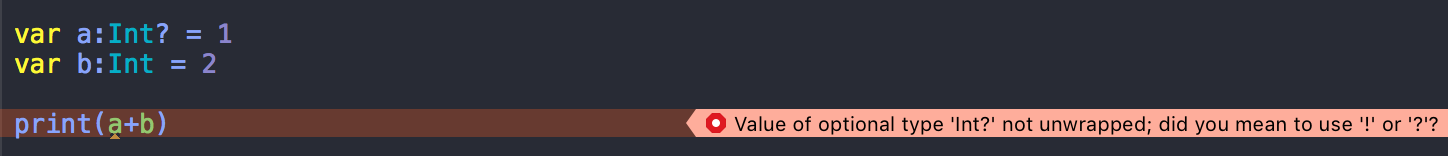 var a:Int? = 1
var b:Int = 2
print(a+b)
Value of optional type 'Int?' not unwrapped; did you mean to use '!' or '?'?